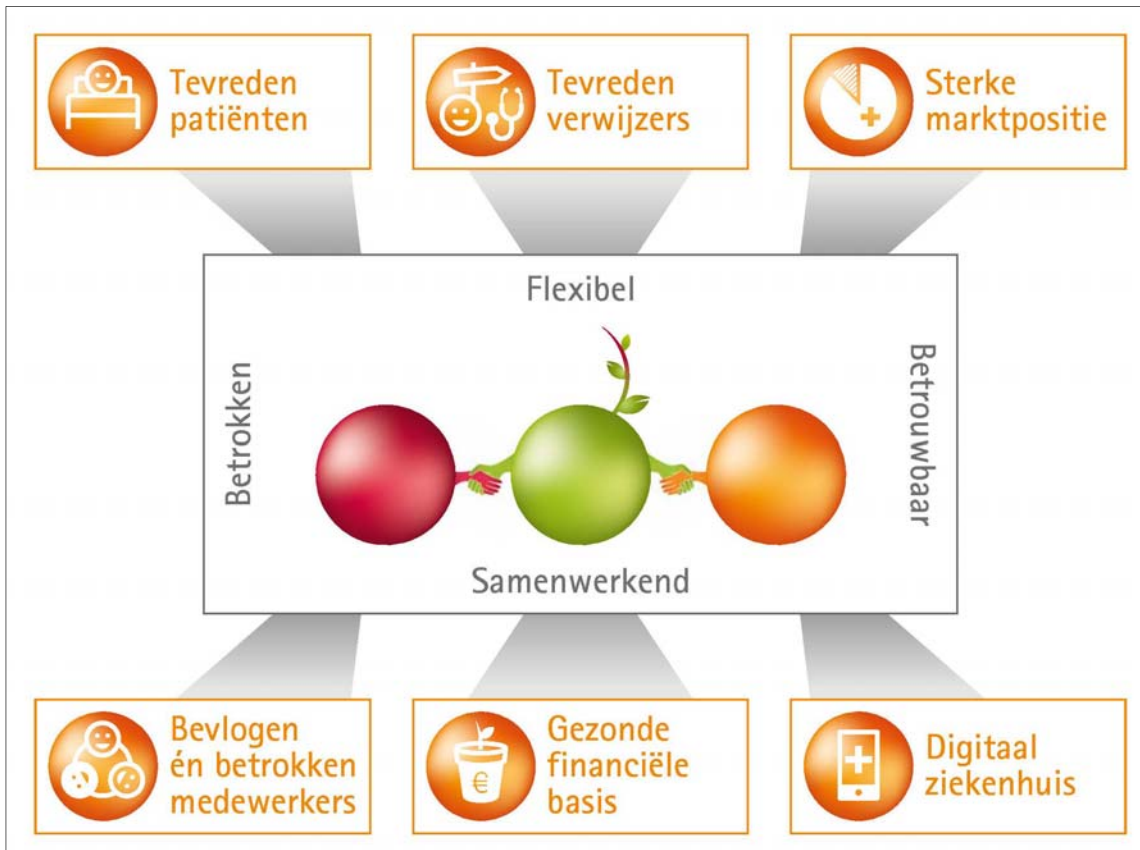 Tevreden
patiënten
Tevreden
verwijzers
Sterke
marktpositie
Flexibel
Betrokken
Betrouwbaar
Samenwerkend
Bevlogen
én betrokken
medewerkers
€
Gezonde
financiële
basis
Digitaal
ziekenhuis